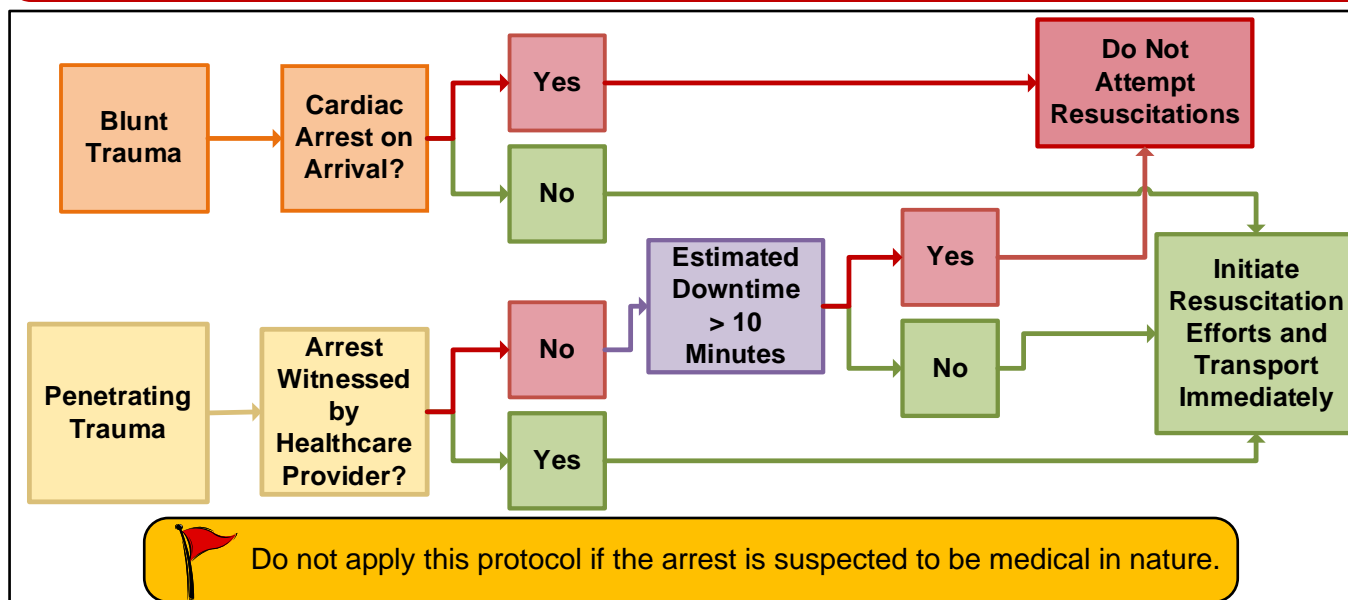 Blunt
Trauma
Cardiac
Arrest on
Arrival?
Yes
No
Do Not
Attempt
Resuscitations
Penetrating
Trauma
Arrest
Witnessed
by
Healthcare
Provider?
No
Yes
Estimated
Downtime
> 10
Minutes
Yes
No
Initiate
Resuscitation
Efforts and
Transport
Immediately
Do not apply this protocol if the arrest is suspected to be medical in nature.